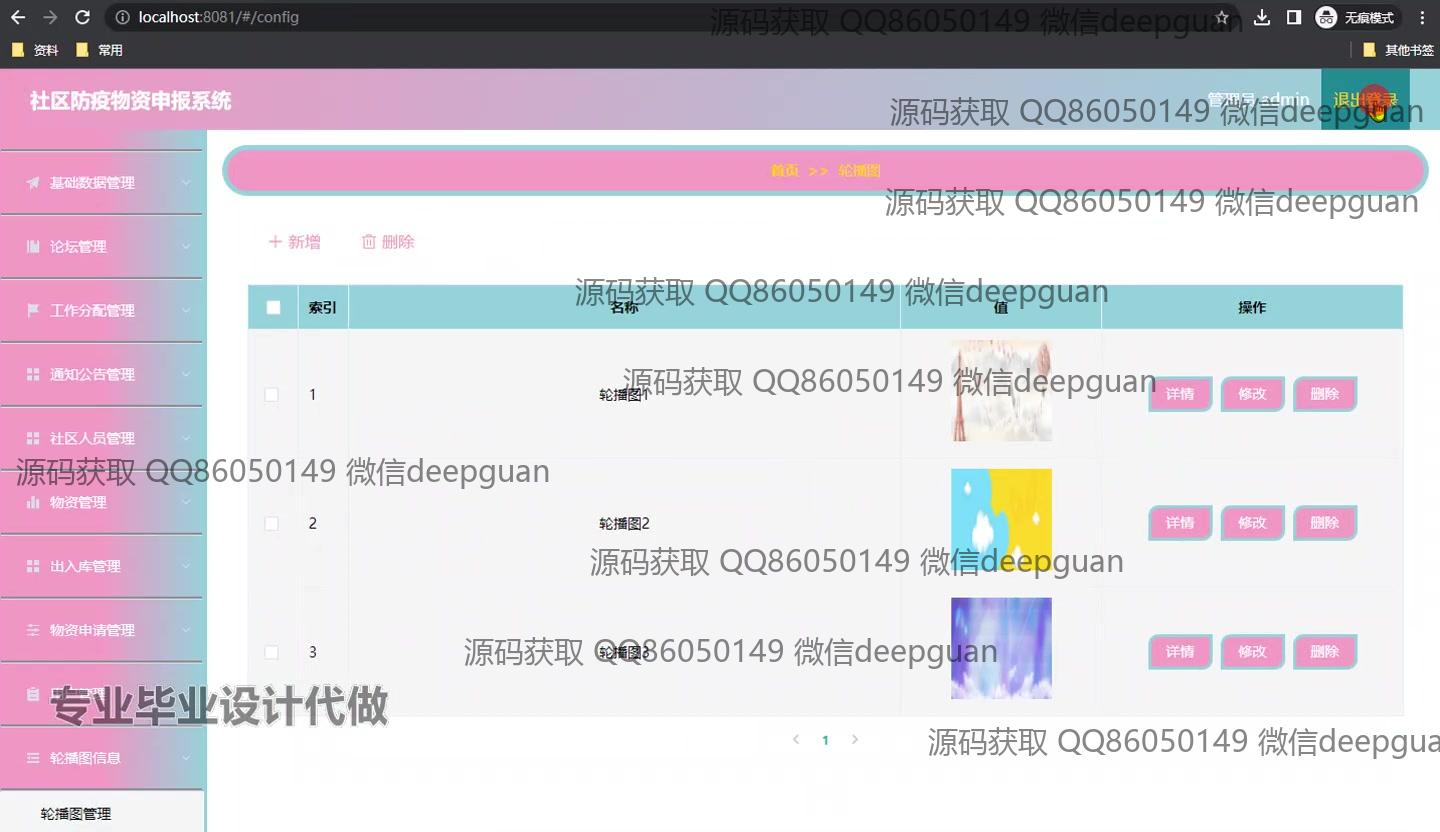 localhost:8081/#/config
无痕模式
资料
常用
其他书签
源码获取 QQ86050149 微信deepguan
社区防疫物资申报系统
管理员 admin
退出登录
源码获取 QQ86050149 微信deepguan
首页 >> 轮播图
源码获取 QQ86050149 微信deepguan
基础数据管理
论坛管理
工作分配管理
通知公告管理
社区人员管理
物资管理
出入库管理
物资申请管理
轮播图信息
轮播图管理
新增
删除
源码获取 QQ86050149 微信deepguan
索引 名称 值 操作
源码获取 QQ86050149 微信deepguan
1 轮播图1 详情 修改 删除
源码获取 QQ86050149 微信deepguan
2 轮播图2 详情 修改 删除
源码获取 QQ86050149 微信deepguan
3 轮播图3 详情 修改 删除
源码获取 QQ86050149 微信deepguan
专业毕业设计代做
1
源码获取 QQ86050149 微信deepgua